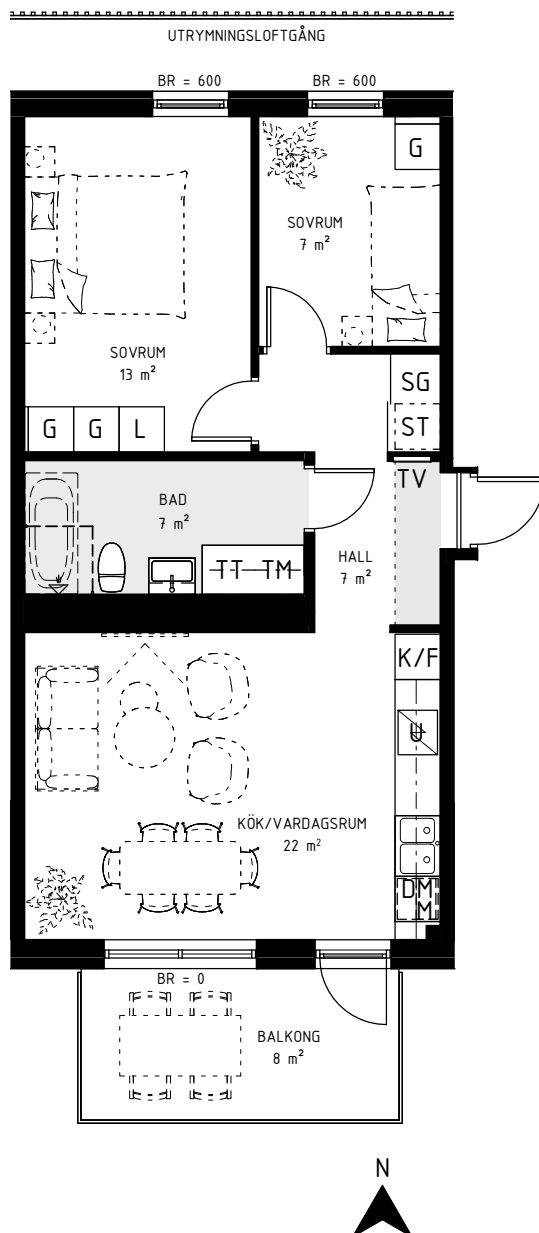 UTRYMNINGSLOFTGÅNG
BR = 600
BR = 600
G
SOVRUM
7 m²
SOVRUM
13 m²
SG
ST
G
G
L
TV
BAD
7 m²
TT
TM
HALL
7 m²
K/F
U
KÖK/VARDAGSRUM
22 m²
DM
M
BR = 0
BALKONG
8 m²
N